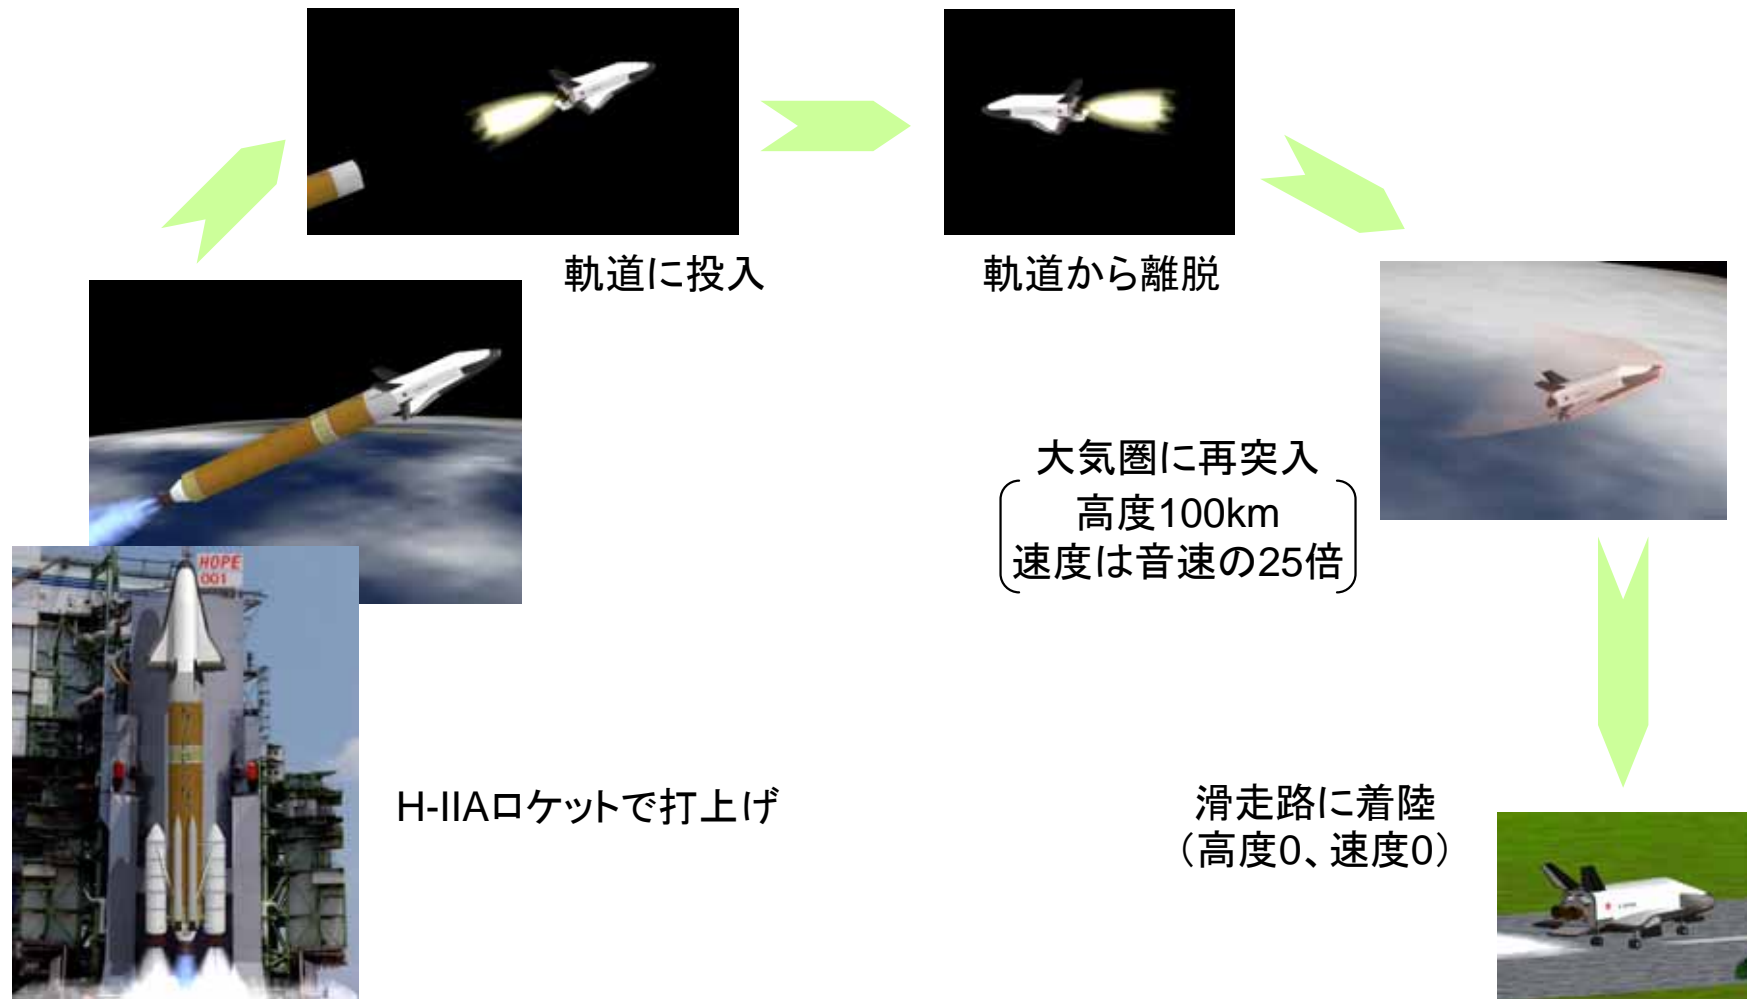 軌道に投入
軌道から離脱
大気圏に再突入
高度100km
速度は音速の25倍
HOPE
001
H-IIAロケットで打上げ
滑走路に着陸
（高度0、速度0）